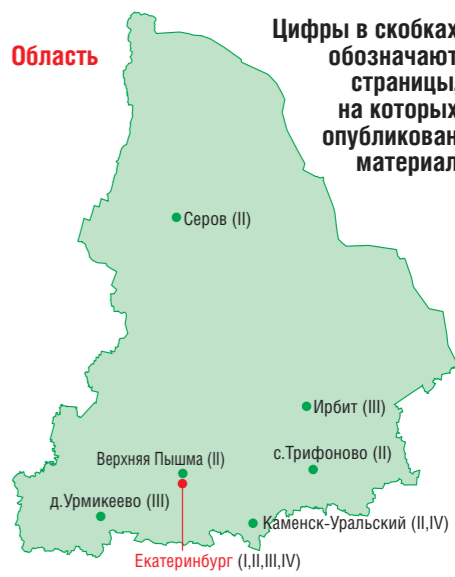 Область
Цифры в скобках
обозначают
страницы,
на которых
опубликован
материал
Серов (II)
Ирбит (III)
Верхняя Пышма (II)
с.Трифоново (II)
д.Урмикеево (III)
Каменск-Уральский (II,IV)
Екатеринбург (I,II,III,IV)